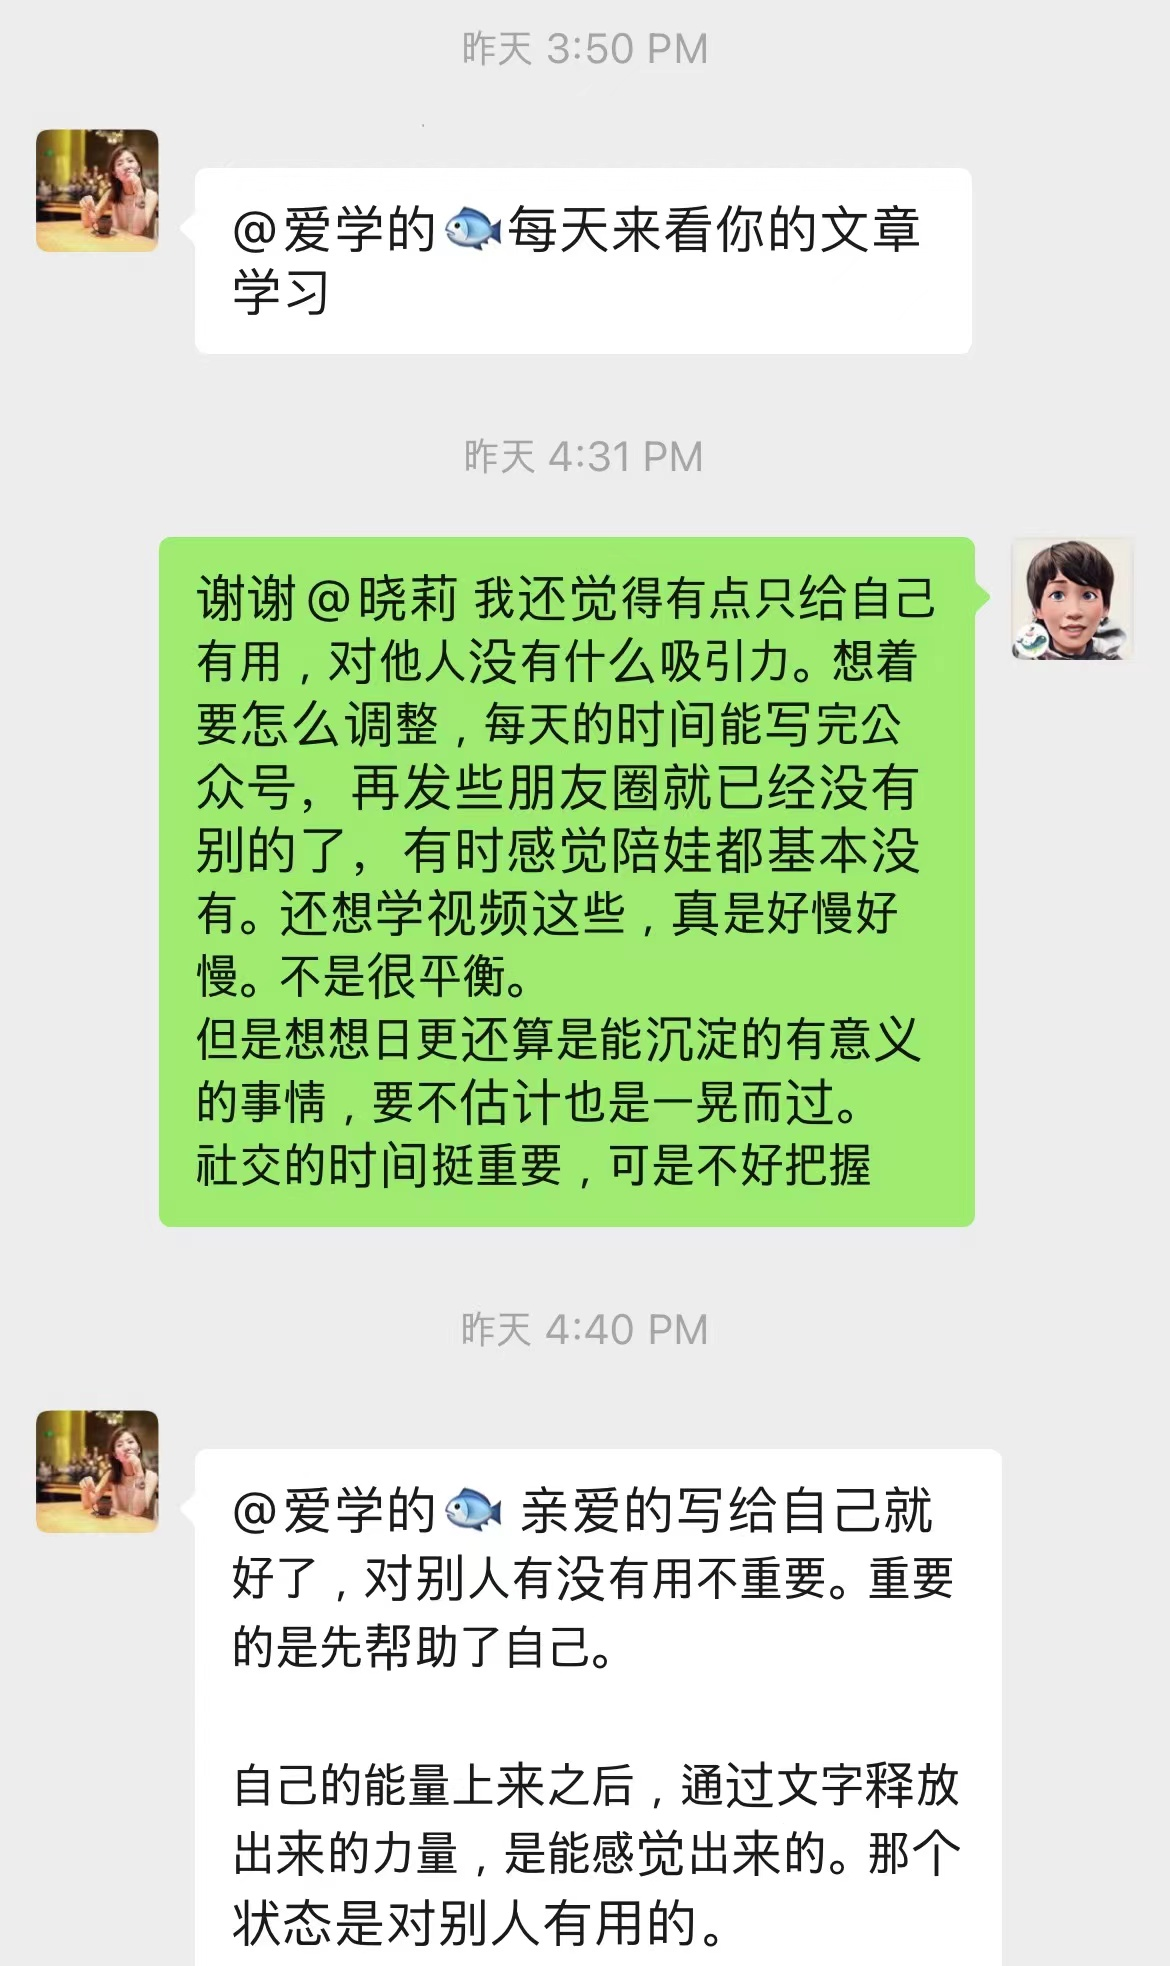 昨天 3:50 PM
@爱学的🐟每天来看你的文章
学习
昨天 4:31 PM
谢谢@晓莉 我还觉得有点只给自己
有用，对他人没有什么吸引力。想着
要怎么调整，每天的时间能写完公
众号，再发些朋友圈就已经没有
别的了，有时感觉陪娃都基本没
有。还想学视频这些，真是好慢好
慢。不是很平衡。
但是想想日更还算是能沉淀的有意义
的事情，要不估计也是一晃而过。
社交的时间挺重要，可是不好把握
昨天 4:40 PM
@爱学的🐟 亲爱的写给自己就
好了，对别人有没有用不重要。重要
的是先帮助了自己。
自己的能量上来之后，通过文字释放
出来的力量，是能感觉出来的。那个
状态是对别人有用的。